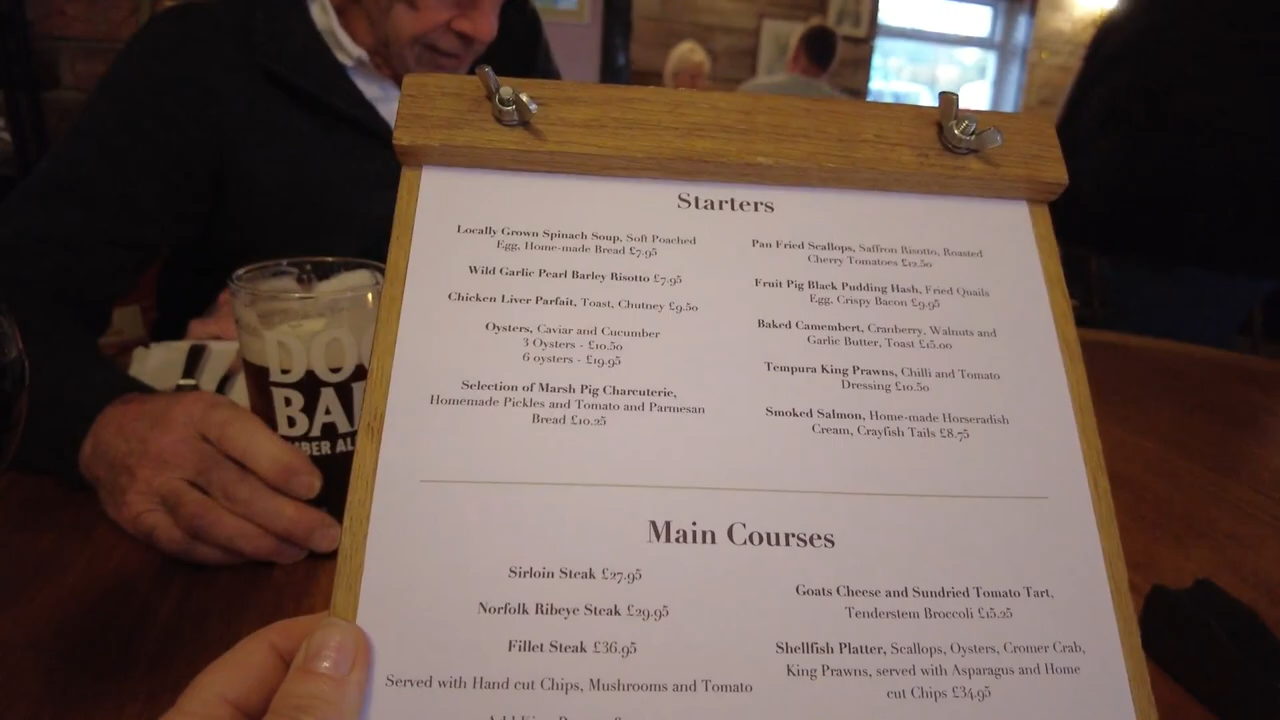 Starters
Locally Grown Spinach Soup, Soft Poached
Egg, Home-made Bread £7.95
Wild Garlic Pearl Barley Risotto £7.95
Chicken Liver Parfait, Toast, Chutney £9.50
Oysters, Caviar and Cucumber
3 Oysters - £10.50
6 oysters - £19.95
Selection of Marsh Pig Charcuterie,
Homemade Pickles and Tomato and Parmesan
Bread £10.25
Pan Fried Scallops, Saffron Risotto, Roasted
Cherry Tomatoes £12.50
Fruit Pig Black Pudding Hash, Fried Quails
Egg, Crispy Bacon £9.95
Baked Camembert, Cranberry, Walnuts and
Garlic Butter, Toast £15.00
Tempura King Prawns, Chilli and Tomato
Dressing £10.50
Smoked Salmon, Home-made Horseradish
Cream, Crayfish Tails £8.75
Main Courses
Sirloin Steak £27.95
Norfolk Ribeye Steak £29.95
Fillet Steak £36.95
Served with Hand cut Chips, Mushrooms and Tomato
Goats Cheese and Sundried Tomato Tart,
Tenderstem Broccoli £15.25
Shellfish Platter, Scallops, Oysters, Cromer Crab,
King Prawns, served with Asparagus and Home
cut Chips £34.95
DO
BA
BER AL